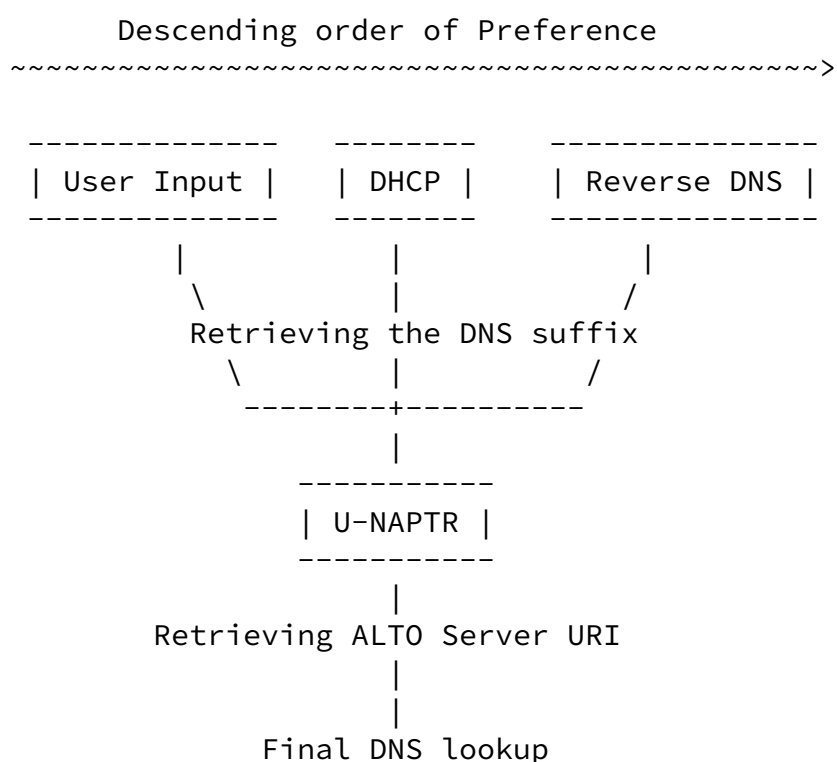 Descending order of Preference
~~~~~~~~~~~~~~~~~~~~~~~~~~~~~~~~~~~~~~~~~~~~~>
| User Input | | DHCP | | Reverse DNS |
Retrieving the DNS suffix
| U-NAPTR |
Retrieving ALTO Server URI
Final DNS lookup